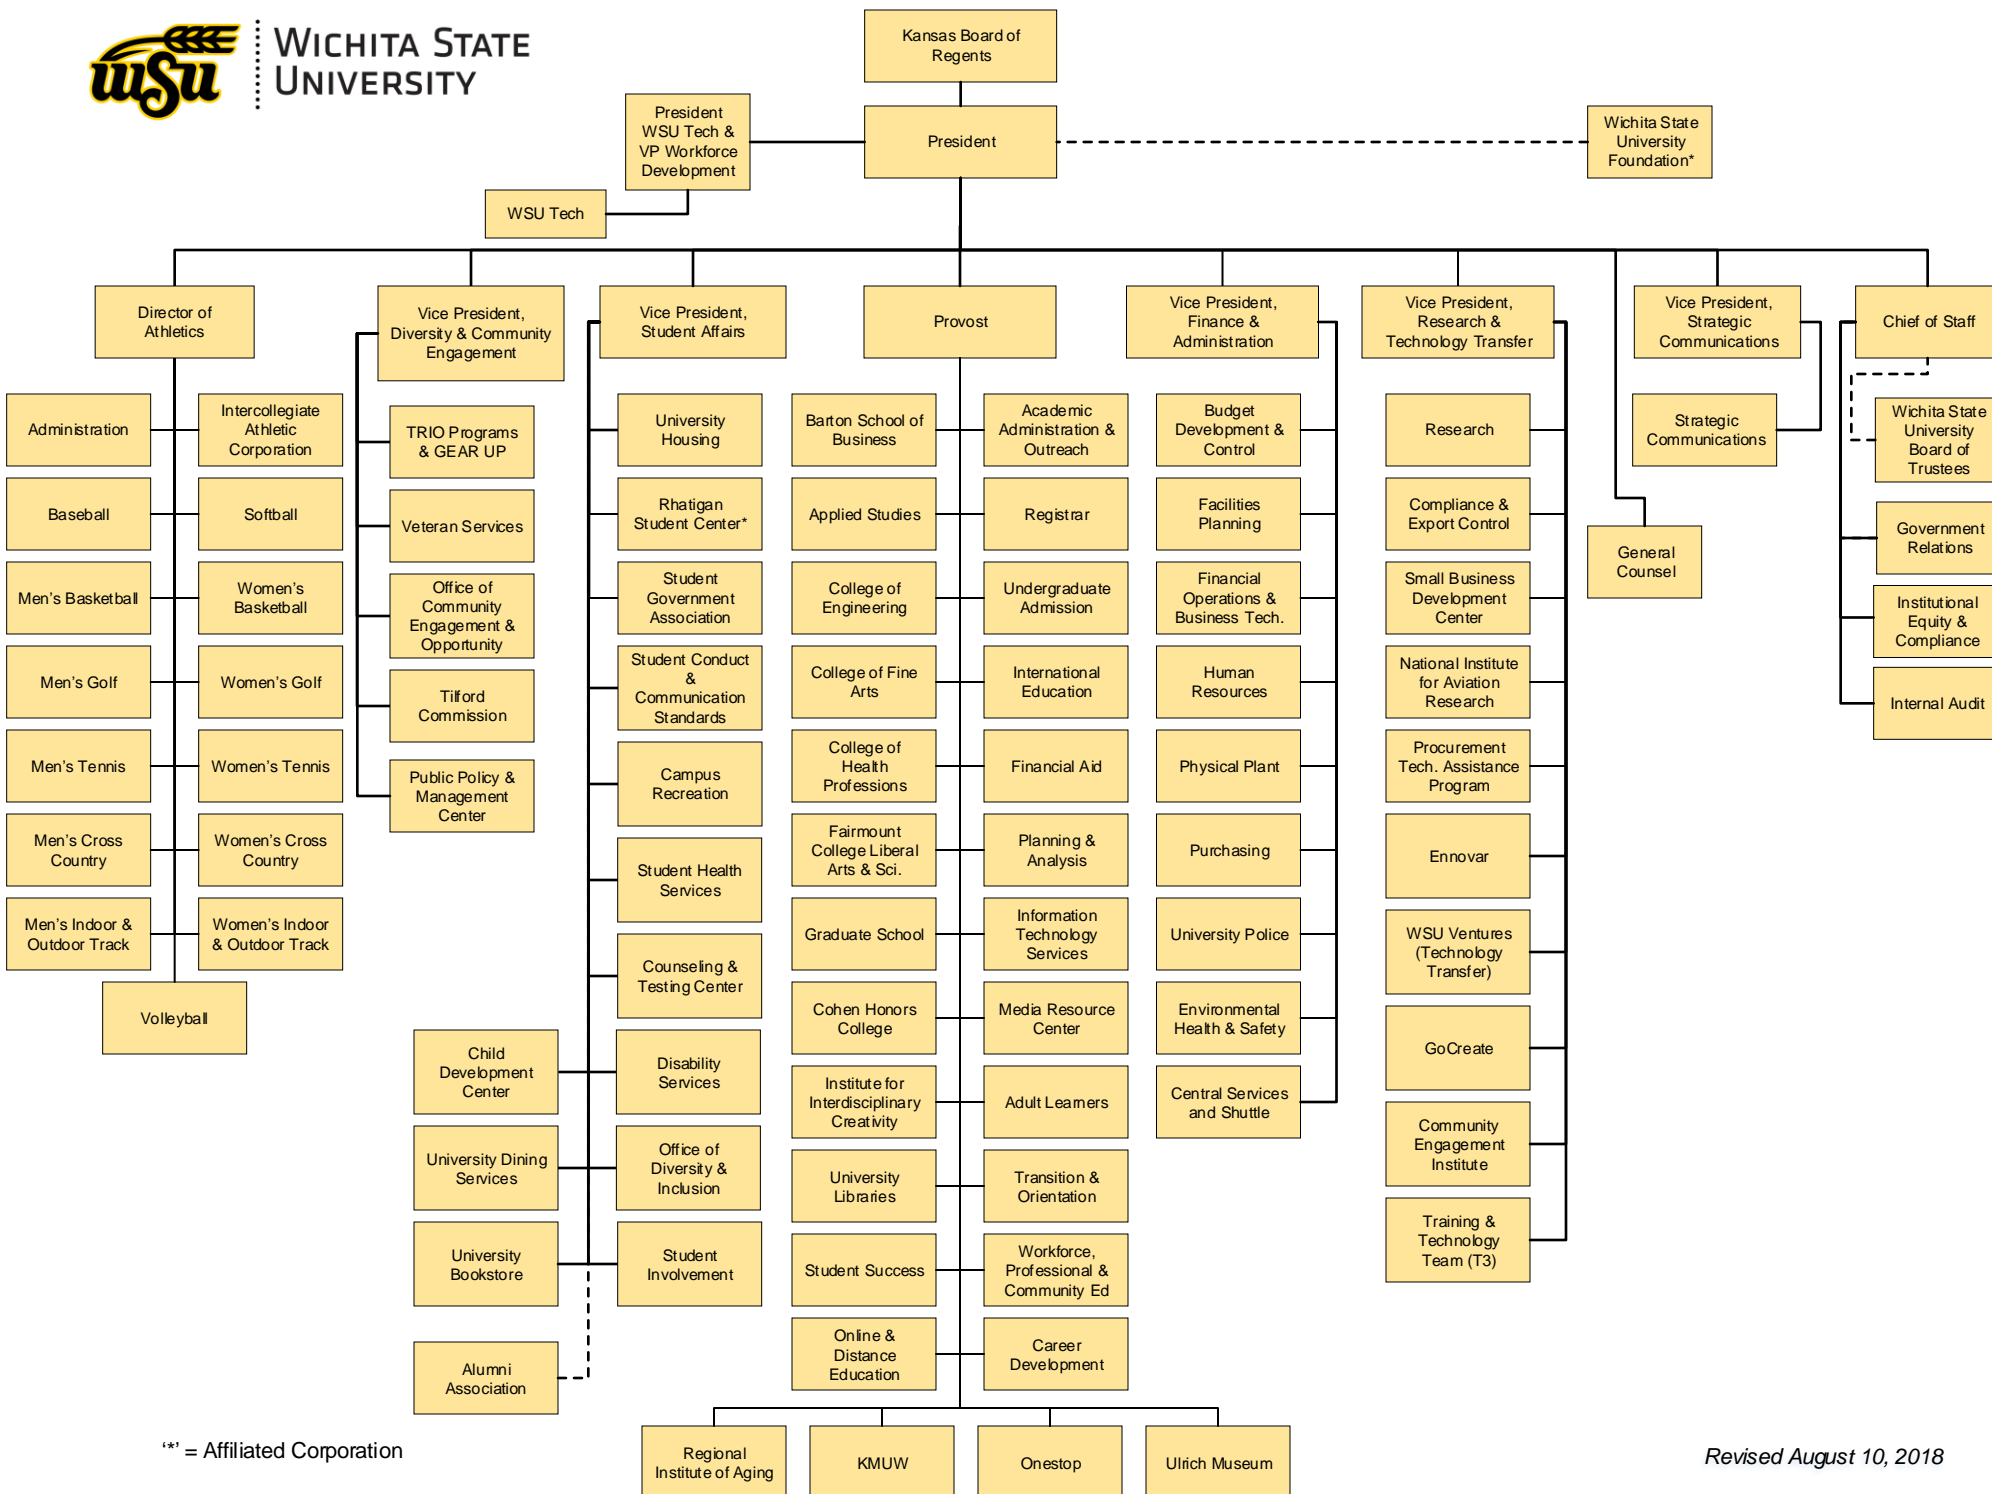 WSU
WICHITA STATE
UNIVERSITY
Kansas Board of
Regents
President
WSU Tech &
VP Workforce
Development
President
Wichita State
University
Foundation*
WSU Tech
Director of
Athletics
Vice President,
Diversity & Community
Engagement
Vice President,
Student Affairs
Provost
Vice President,
Finance &
Administration
Vice President,
Research &
Technology Transfer
Vice President,
Strategic
Communications
Chief of Staff
Administration
Intercollegiate
Athletic
Corporation
Baseball
Softball
Men's Basketball
Women's
Basketball
Men's Golf
Women's Golf
Men's Tennis
Women's Tennis
Men's Cross
Country
Women's Cross
Country
Men's Indoor &
Outdoor Track
Women's Indoor
& Outdoor Track
Volleyball
TRIO Programs
& GEAR UP
Veteran Services
Office of
Community
Engagement &
Opportunity
Tilford
Commission
Public Policy &
Management
Center
University
Housing
Rhatigan
Student Center*
Student
Government
Association
Student Conduct
&
Communication
Standards
Campus
Recreation
Student Health
Services
Counseling &
Testing Center
Child
Development
Center
Disability
Services
University Dining
Services
Office of
Diversity &
Inclusion
University
Bookstore
Student
Involvement
Alumni
Association
Barton School of
Business
Academic
Administration &
Outreach
Applied Studies
Registrar
College of
Engineering
Undergraduate
Admission
College of Fine
Arts
International
Education
College of
Health
Professions
Financial Aid
Fairmount
College Liberal
Arts & Sci.
Planning &
Analysis
Graduate School
Information
Technology
Services
Cohen Honors
College
Media Resource
Center
Institute for
Interdisciplinary
Creativity
Adult Learners
University
Libraries
Transition &
Orientation
Student Success
Workforce,
Professional &
Community Ed
Online &
Distance
Education
Career
Development
Regional
Institute of Aging
KMUW
Onestop
Ulrich Museum
Budget
Development &
Control
Facilities
Planning
Financial
Operations &
Business Tech.
Human
Resources
Physical Plant
Purchasing
University Police
Environmental
Health & Safety
Central Services
and Shuttle
Research
Compliance &
Export Control
Small Business
Development
Center
National Institute
for Aviation
Research
Procurement
Tech. Assistance
Program
Ennovar
WSU Ventures
(Technology
Transfer)
GoCreate
Community
Engagement
Institute
Training &
Technology
Team (T3)
General
Counsel
Strategic
Communications
Wichita State
University
Board of
Trustees
Government
Relations
Institutional
Equity &
Compliance
Internal Audit
‘*’ = Affiliated Corporation
Revised August 10, 2018